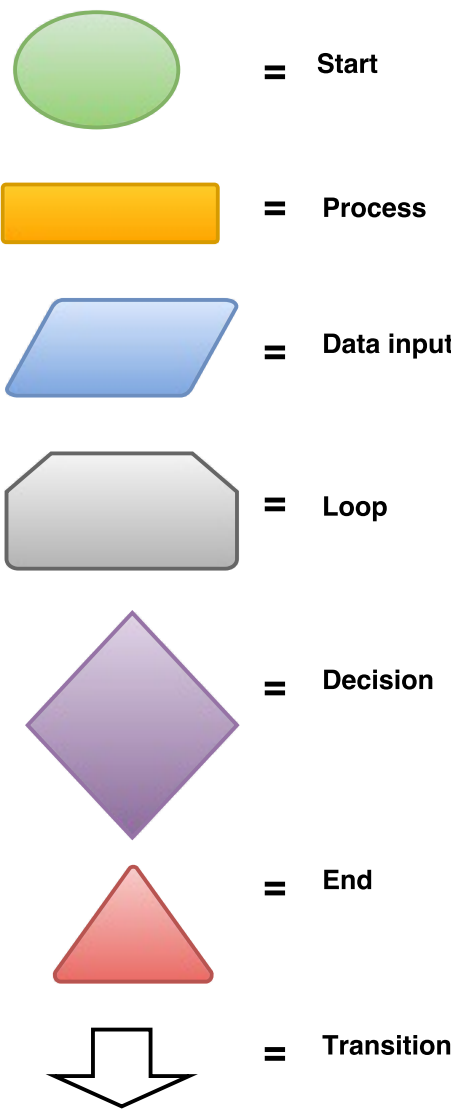 = Start
= Process
= Data input
= Loop
= Decision
= End
= Transition